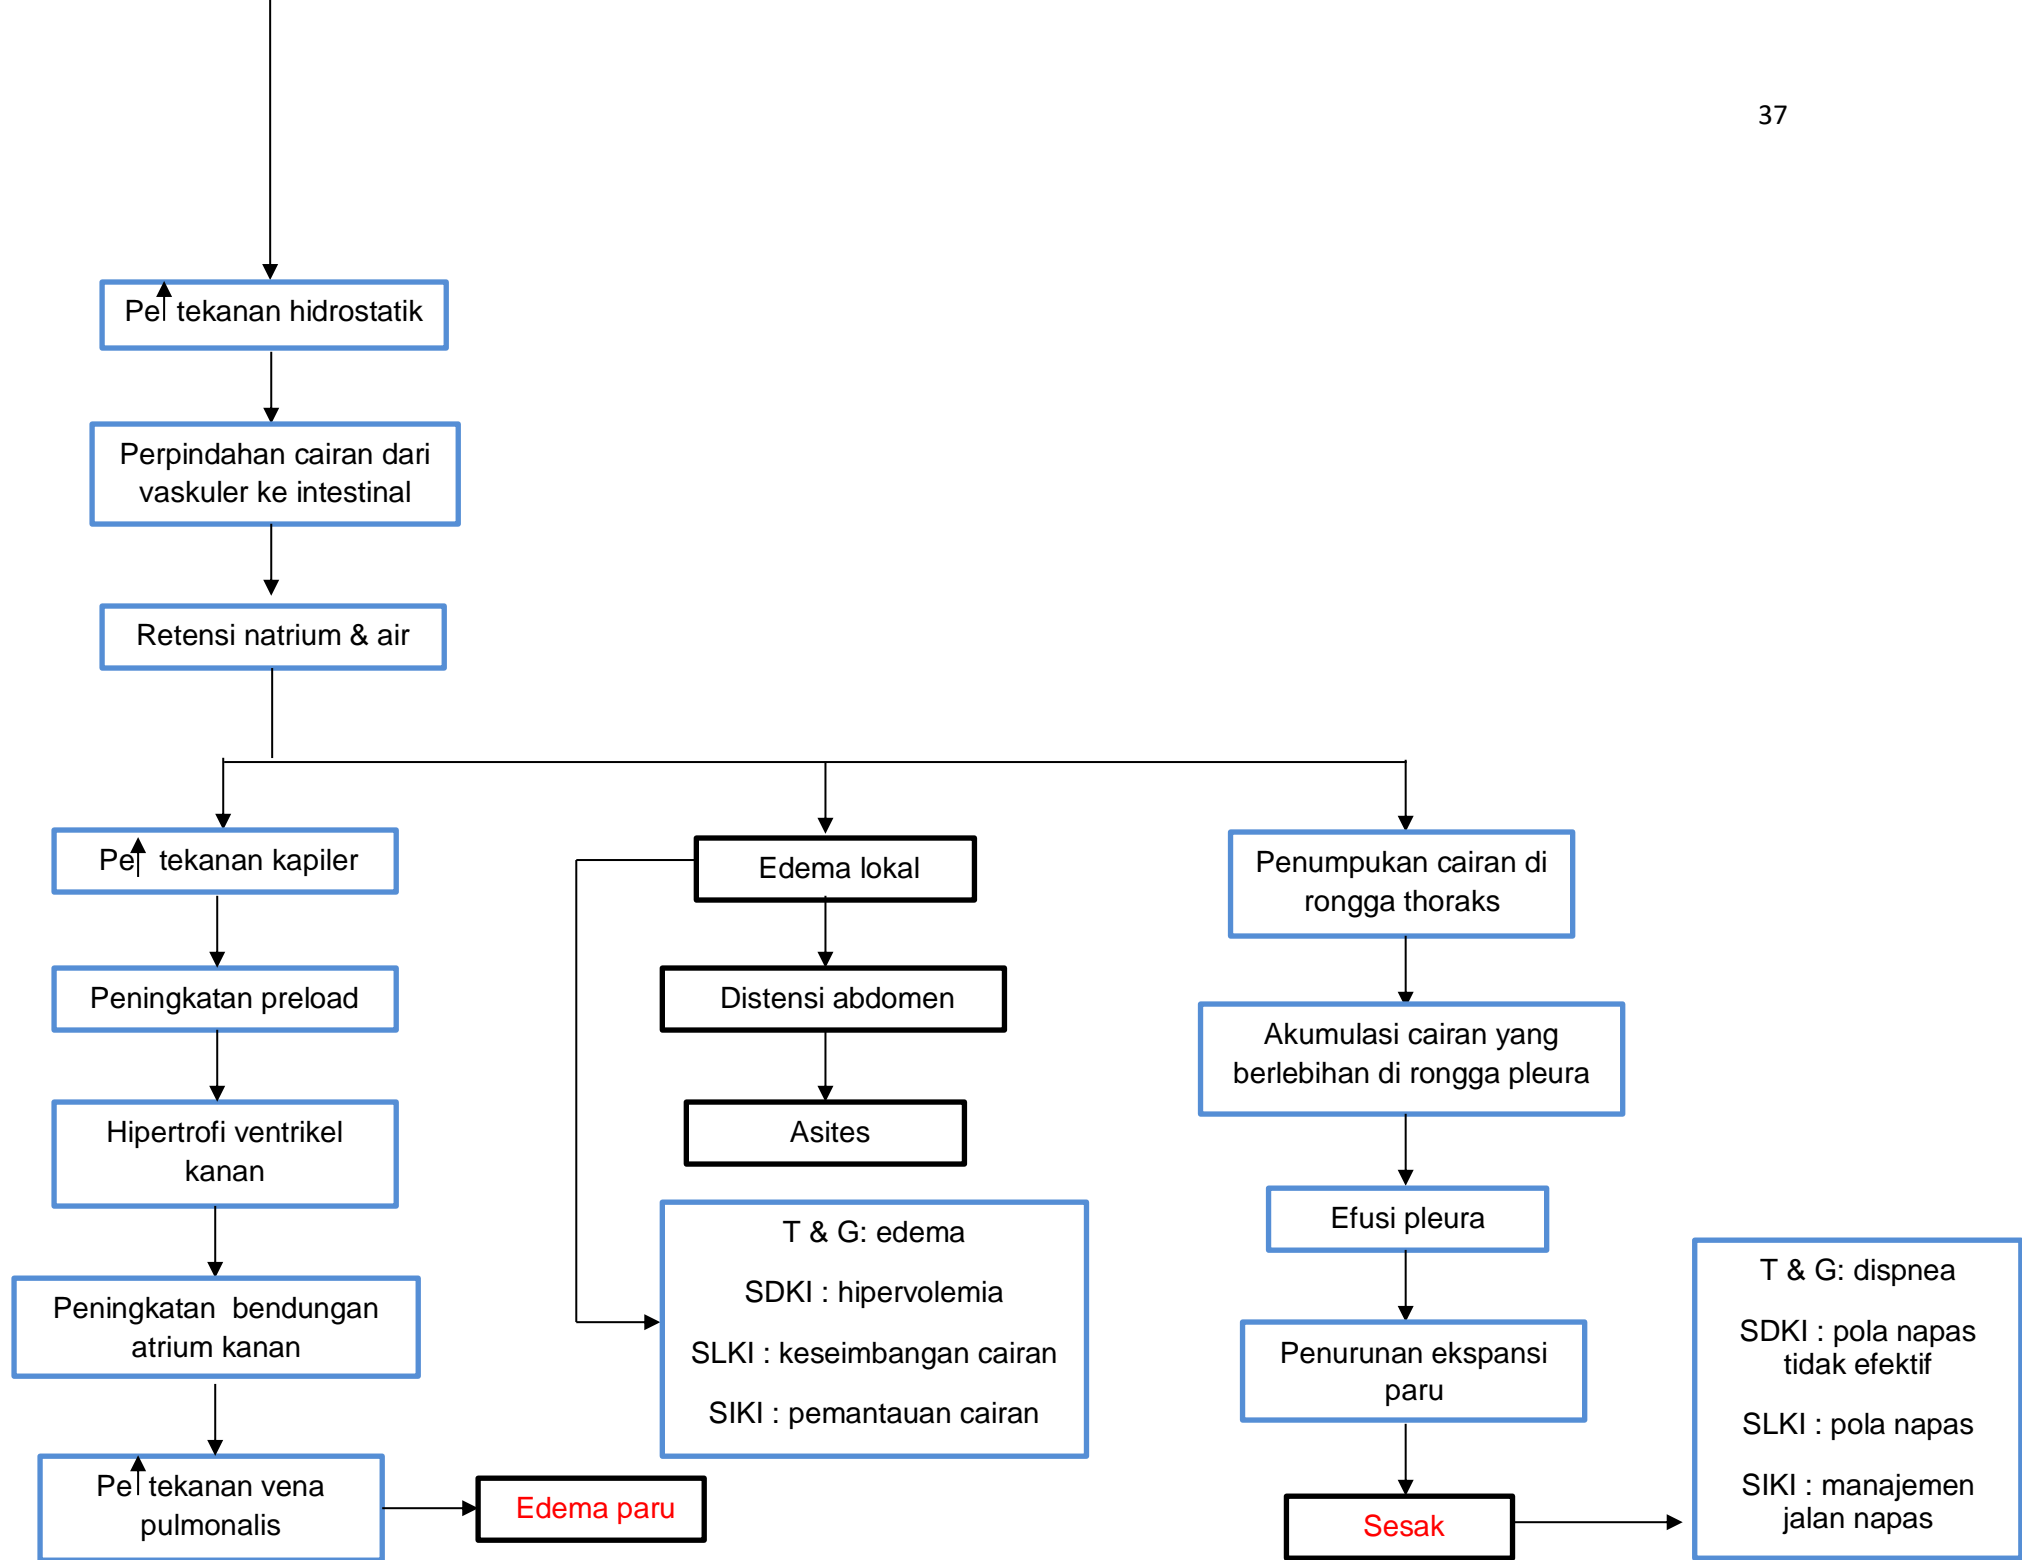 37
Pe↑ tekanan hidrostatik
Perpindahan cairan dari
vaskuler ke intestinal
Retensi natrium & air
Pe↑ tekanan kapiler
Peningkatan preload
Hipertrofi ventrikel
kanan
Peningkatan bendungan
atrium kanan
Pe↑ tekanan vena
pulmonalis
Edema paru
Edema lokal
Distensi abdomen
Asites
T & G: edema
SDKI : hipervolemia
SLKI : keseimbangan cairan
SIKI : pemantauan cairan
Penumpukan cairan di
rongga thoraks
Akumulasi cairan yang
berlebihan di rongga pleura
Efusi pleura
Penurunan ekspansi
paru
Sesak
T & G: dispnea
SDKI : pola napas
tidak efektif
SLKI : pola napas
SIKI : manajemen
jalan napas